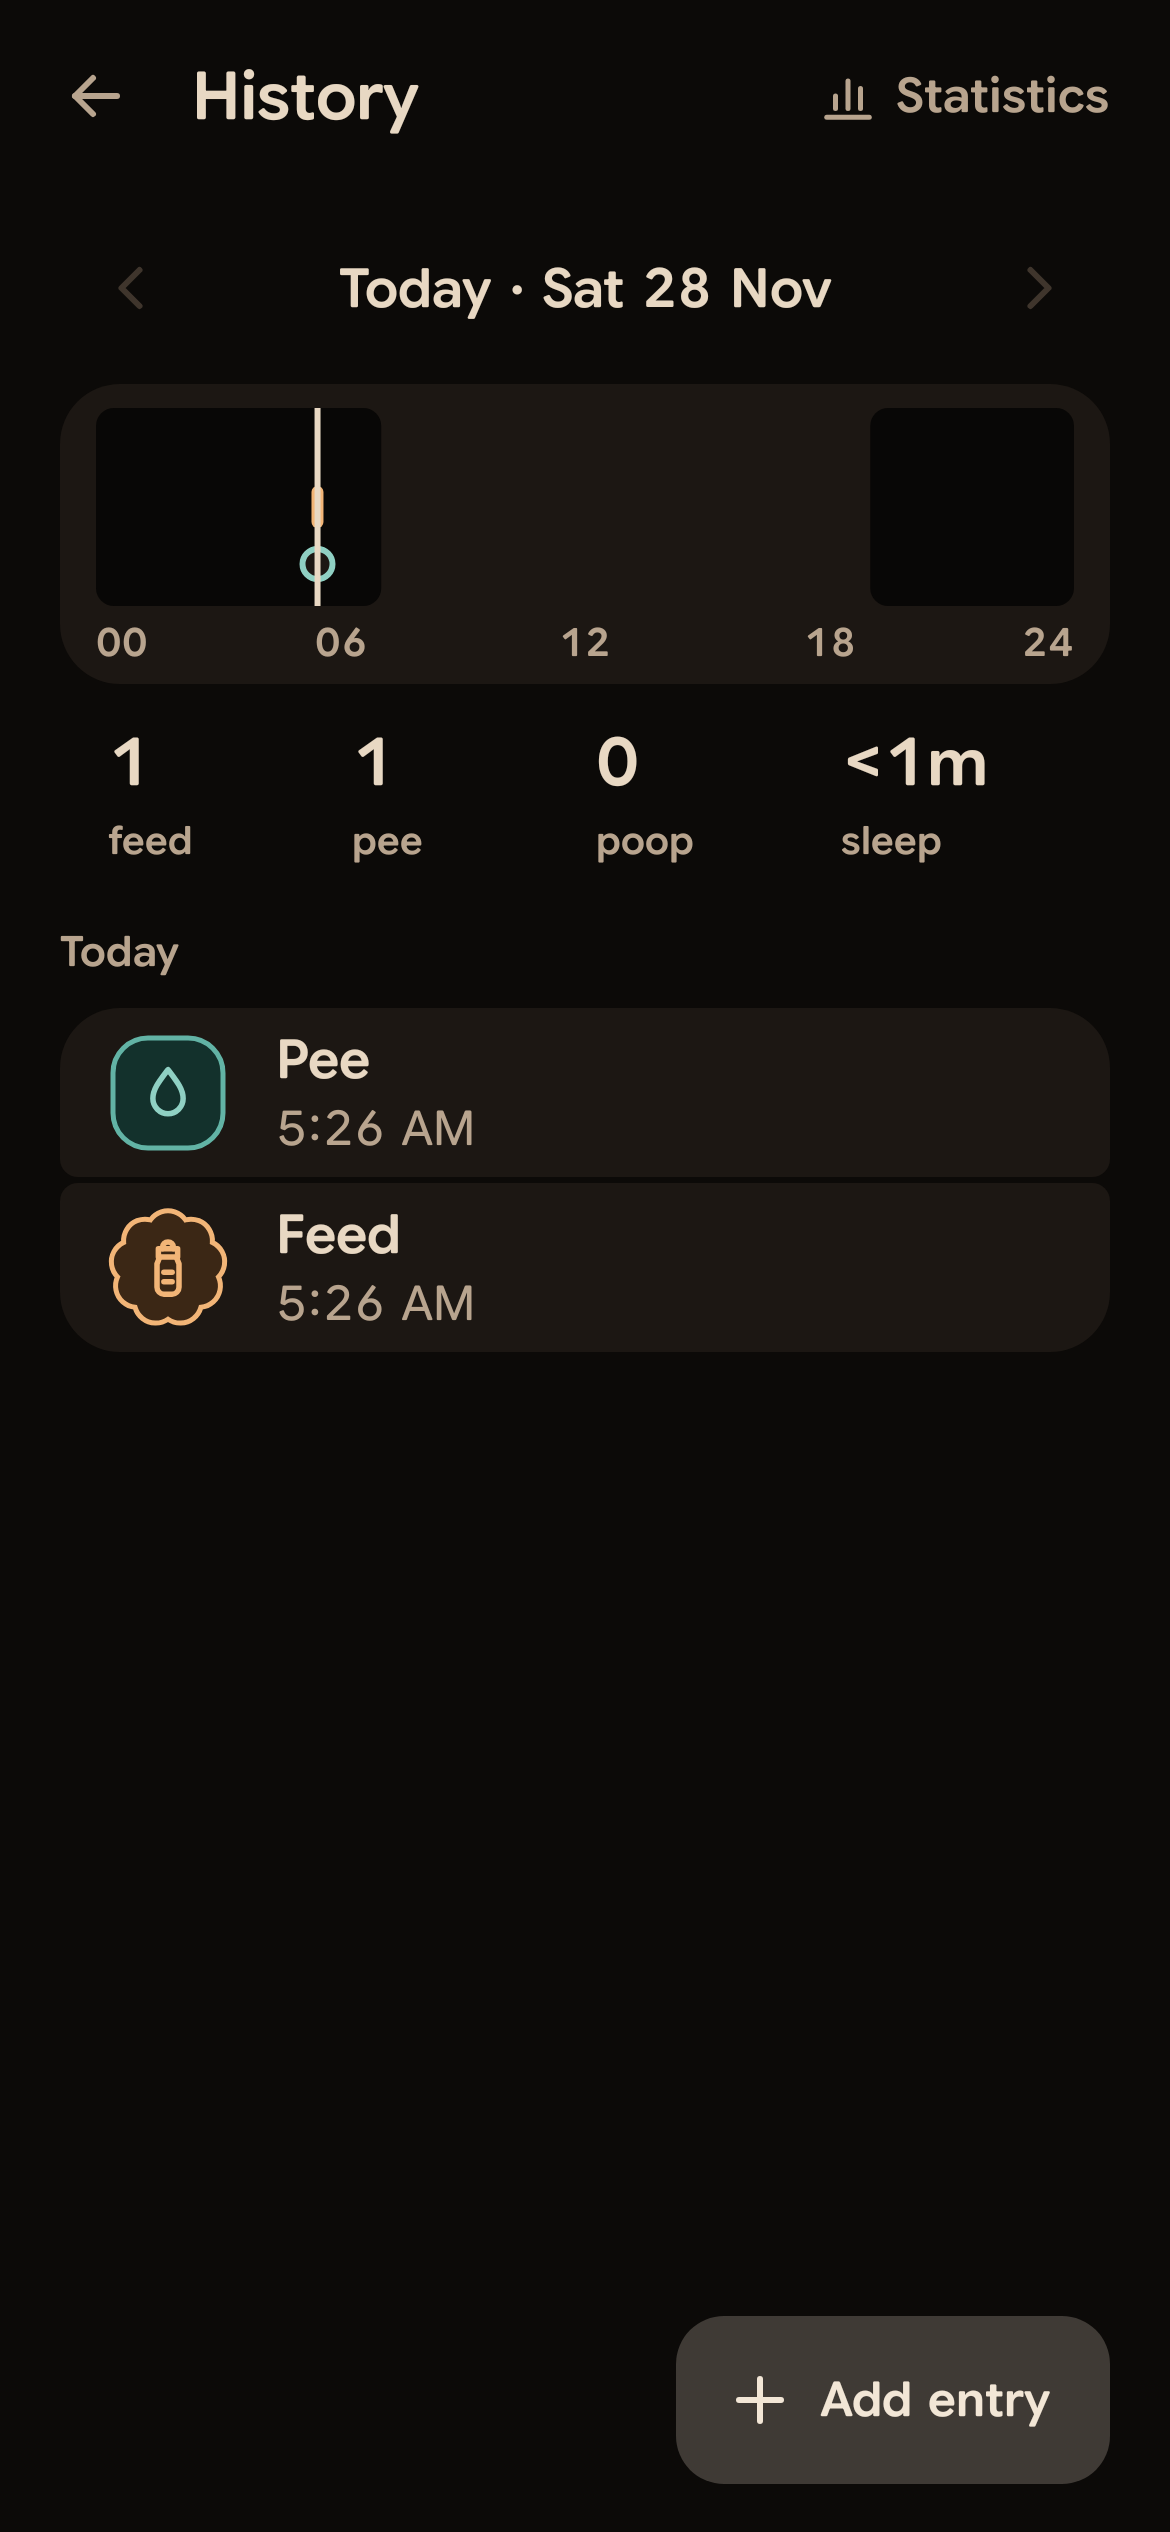 History
Statistics
Today · Sat 28 Nov
00 06 12 18 24
1 1 0 <1m
feed pee poop sleep
Today
Pee
5:26 AM
Feed
5:26 AM
Add entry